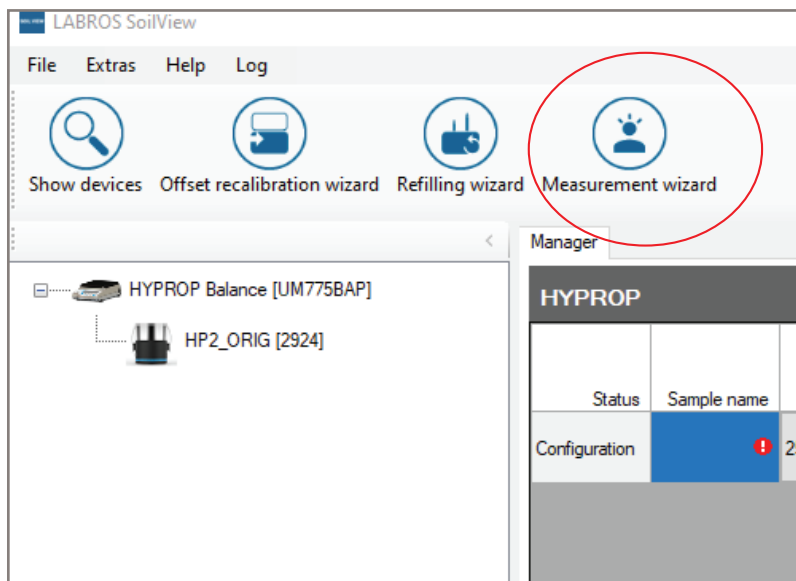 LABROS SoilView
File Extras Help Log
Show devices Offset recalibration wizard Refilling wizard Measurement wizard
Manager
HYPROP Balance [UM775BAP]
HP2_ORIG [2924]
HYPROP
Status Sample name
Configuration